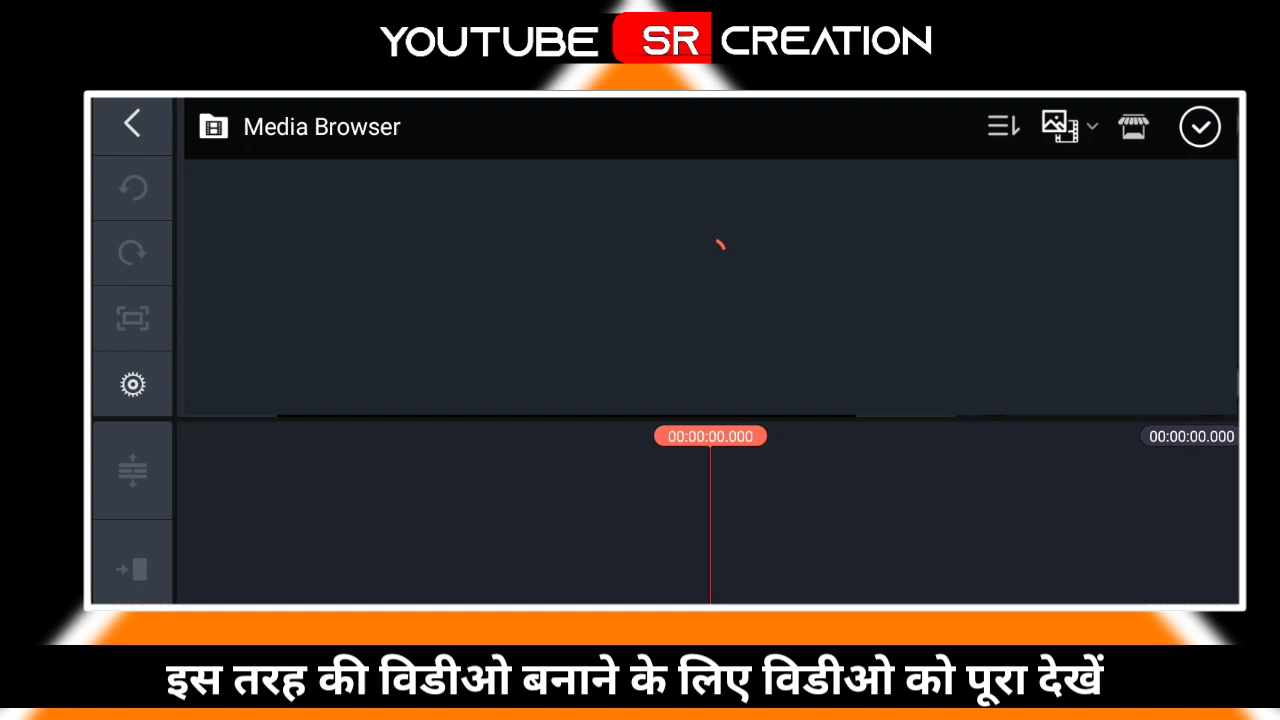 YOUTUBE SR CREATION
Media Browser
00:00:00.000 00:00:00.000
इस तरह की विडीओ बनाने के लिए विडीओ को पूरा देखें